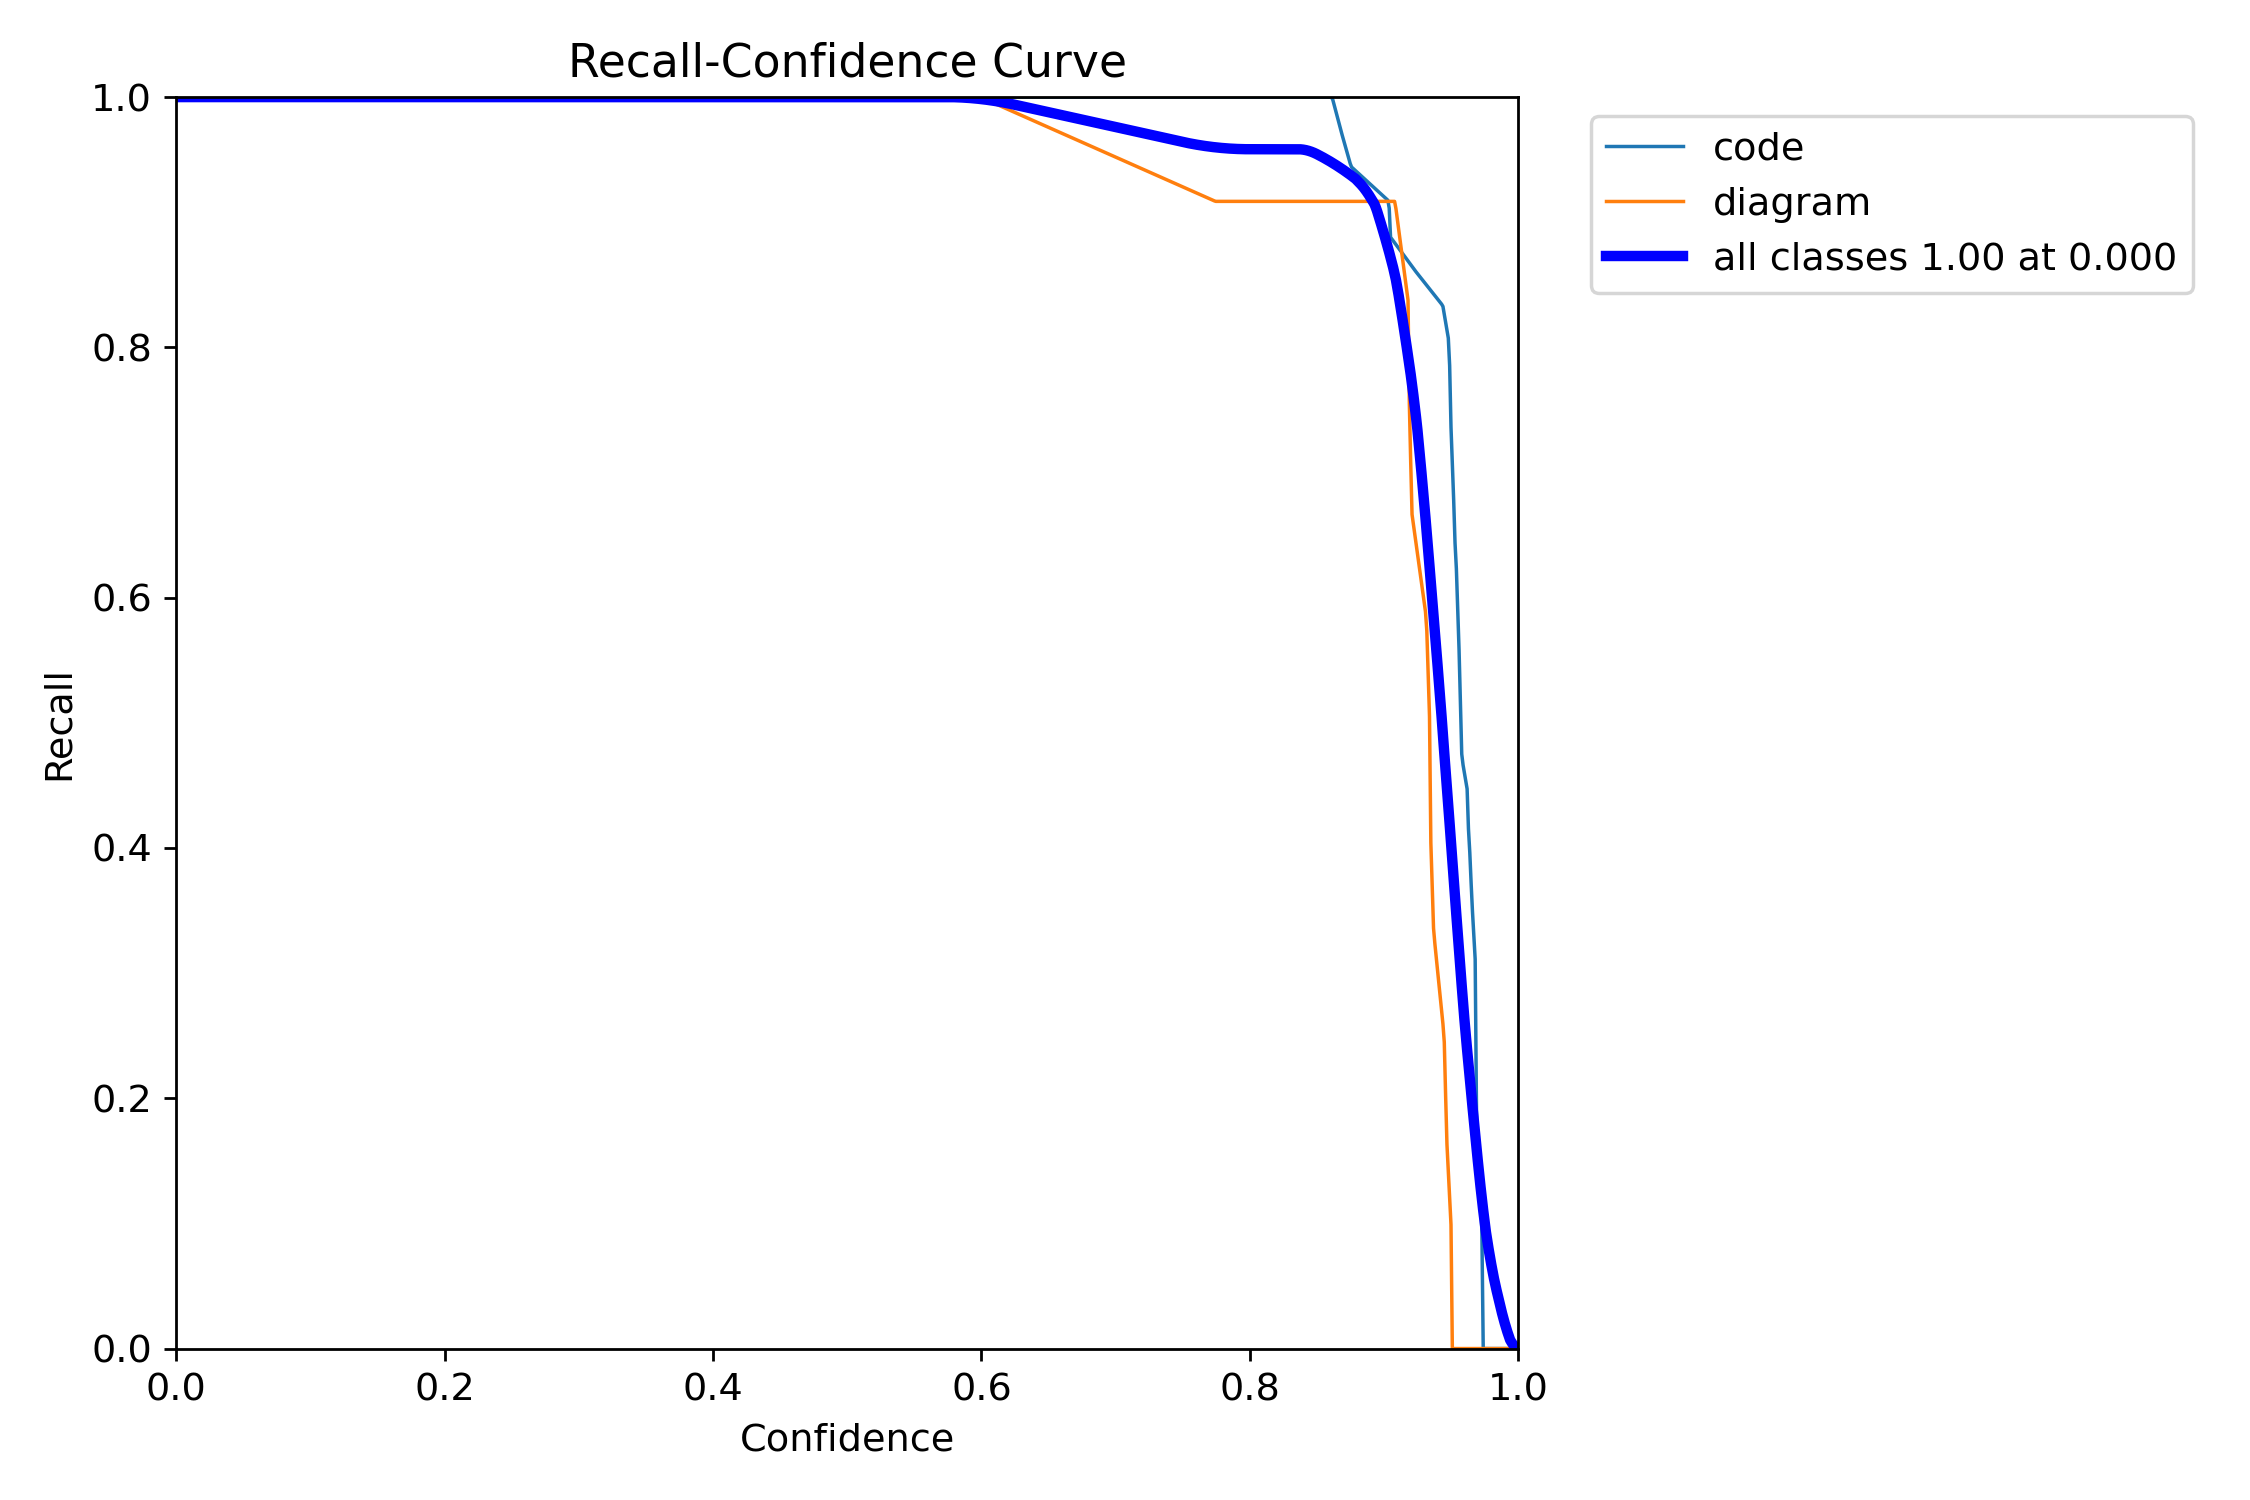 Recall-Confidence Curve
1.0
0.8
0.6
0.4
0.2
0.0
Recall
0.0 0.2 0.4 0.6 0.8 1.0
Confidence
code
diagram
all classes 1.00 at 0.000